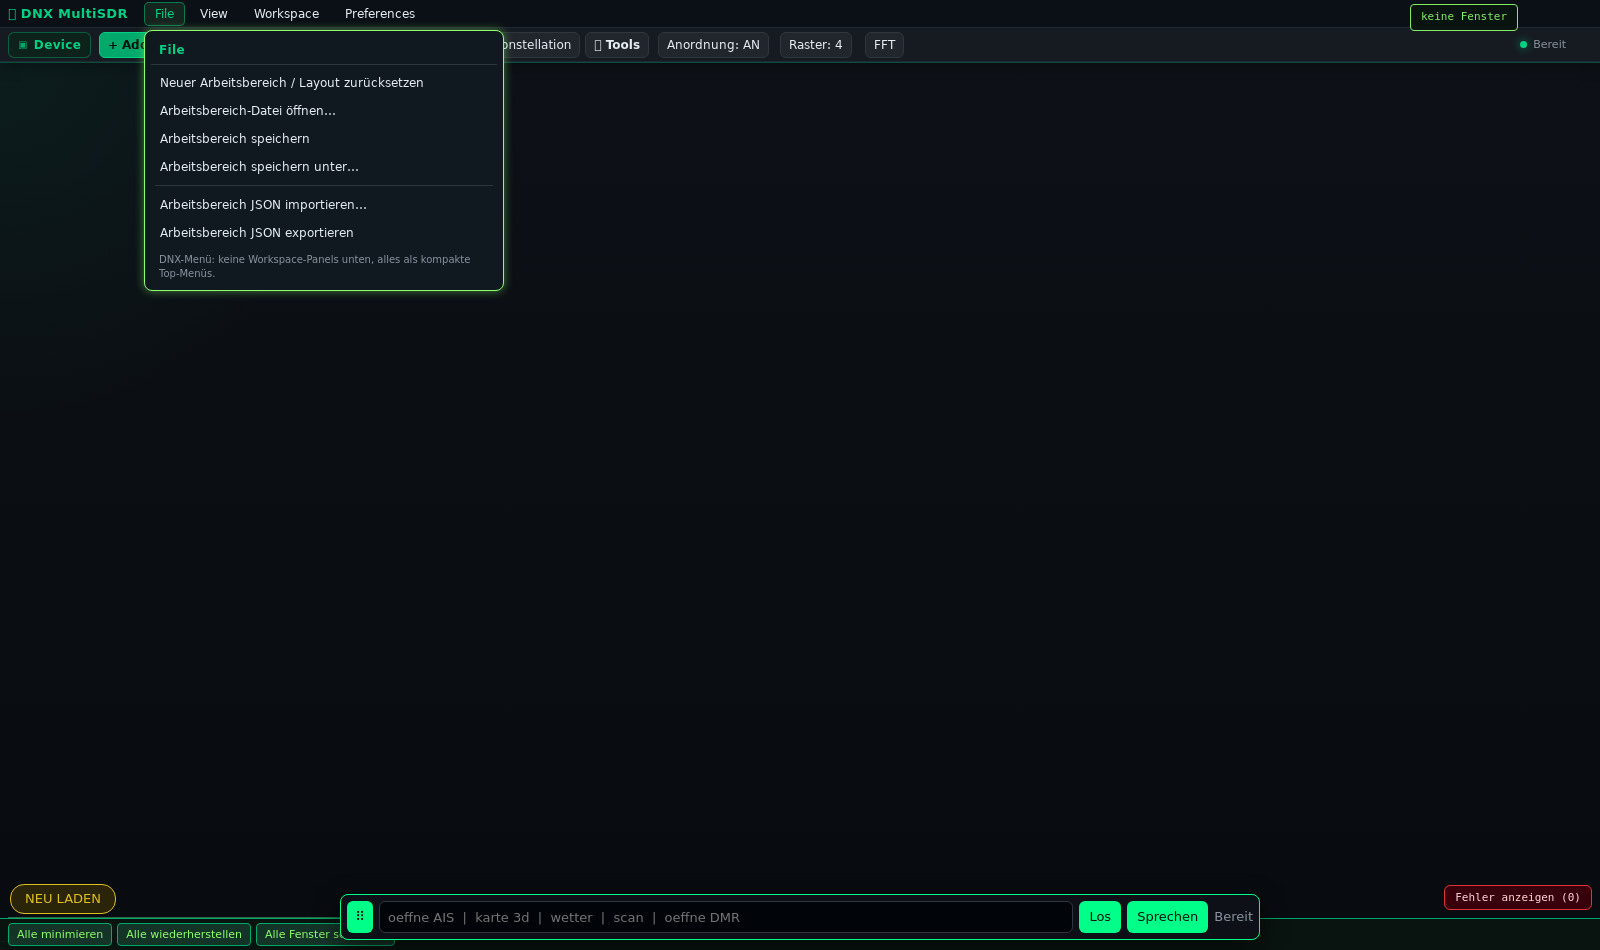 DNX MultiSDR File View Workspace Preferences keine Fenster
Device + Add onstellation Tools Anordnung: AN Raster: 4 FFT Bereit
File
Neuer Arbeitsbereich / Layout zurücksetzen
Arbeitsbereich-Datei öffnen...
Arbeitsbereich speichern
Arbeitsbereich speichern unter...
Arbeitsbereich JSON importieren...
Arbeitsbereich JSON exportieren
DNX-Menü: keine Workspace-Panels unten, alles als kompakte
Top-Menüs.
NEU LADEN
Fehler anzeigen (0)
oeffne AIS | karte 3d | wetter | scan | oeffne DMR Los Sprechen Bereit
Alle minimieren Alle wiederherstellen Alle Fenster